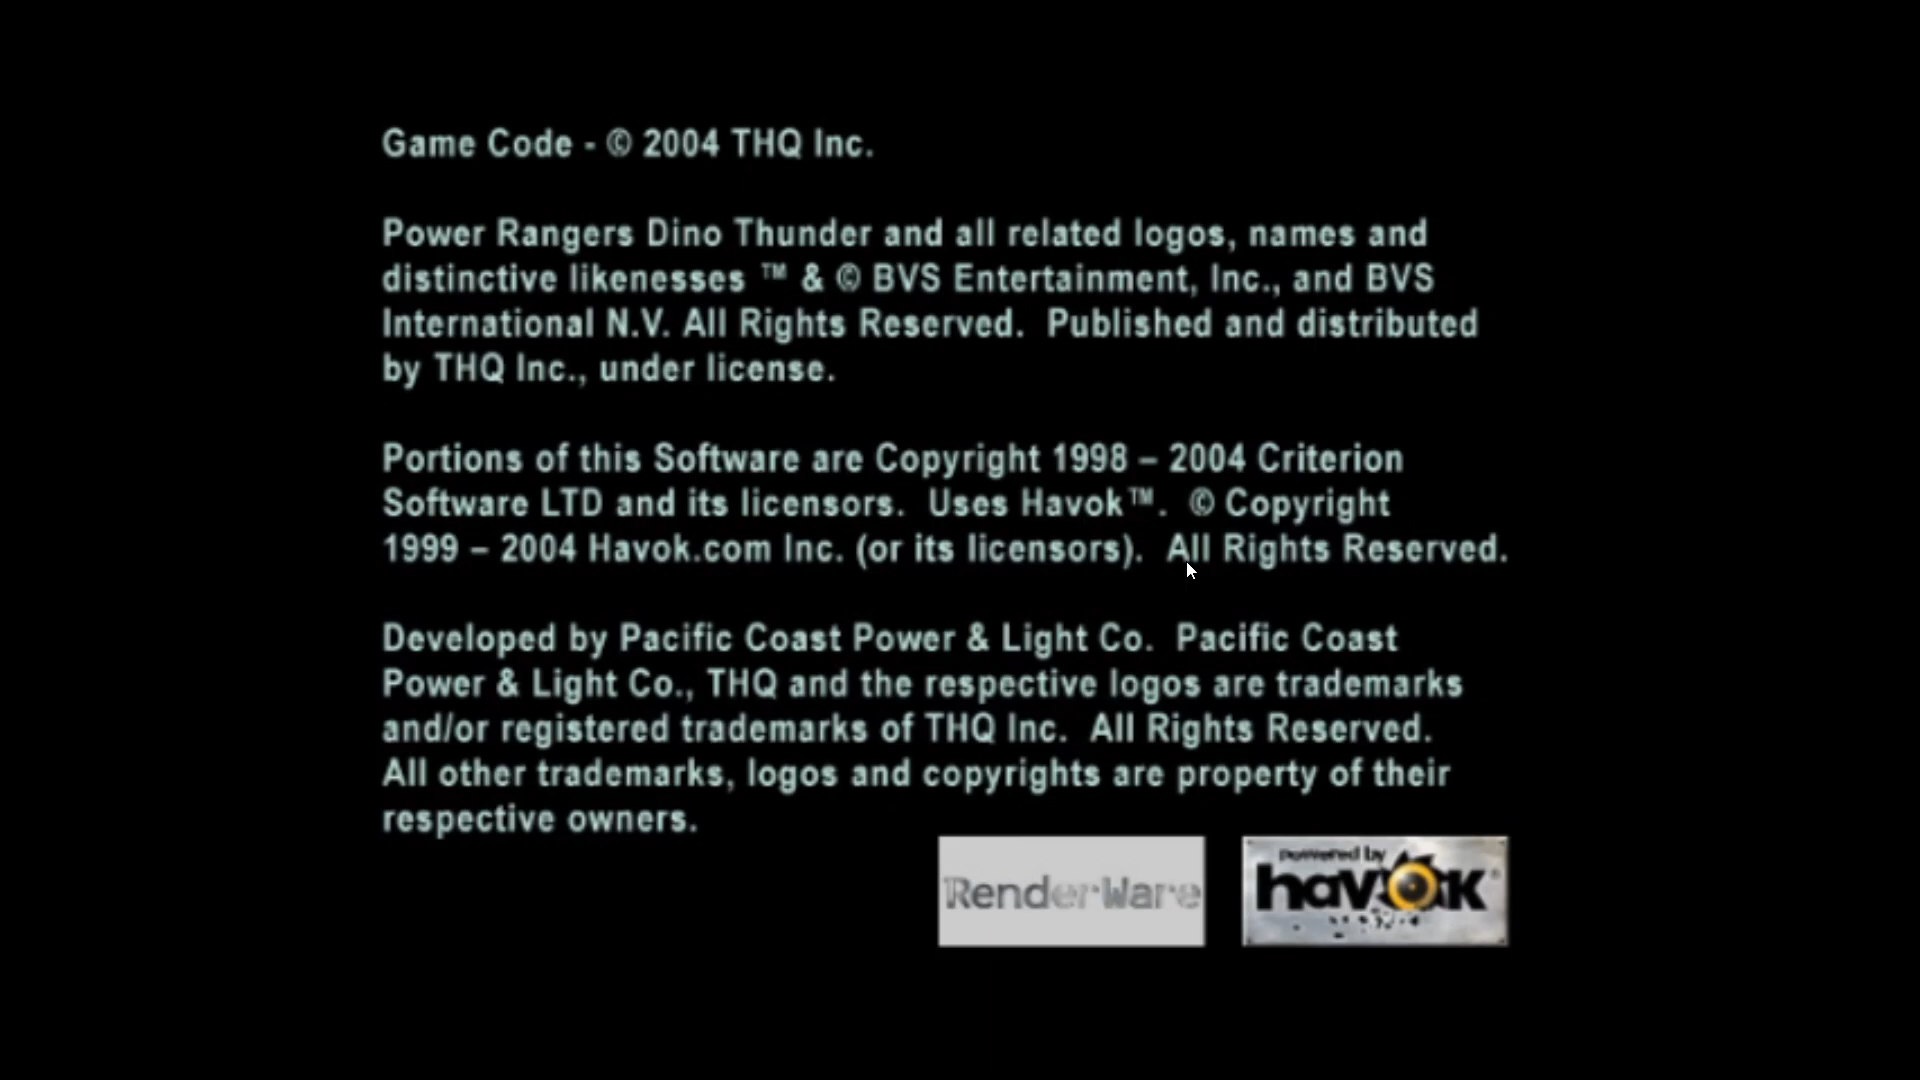 Game Code - © 2004 THQ Inc.
Power Rangers Dino Thunder and all related logos, names and
distinctive likenesses ™ & © BVS Entertainment, Inc., and BVS
International N.V. All Rights Reserved.  Published and distributed
by THQ Inc., under license.
Portions of this Software are Copyright 1998 – 2004 Criterion
Software LTD and its licensors.  Uses Havok™.  © Copyright
1999 – 2004 Havok.com Inc. (or its licensors).  All Rights Reserved.
Developed by Pacific Coast Power & Light Co.  Pacific Coast
Power & Light Co., THQ and the respective logos are trademarks
and/or registered trademarks of THQ Inc.  All Rights Reserved.
All other trademarks, logos and copyrights are property of their
respective owners.
RenderWare
powered by
havok